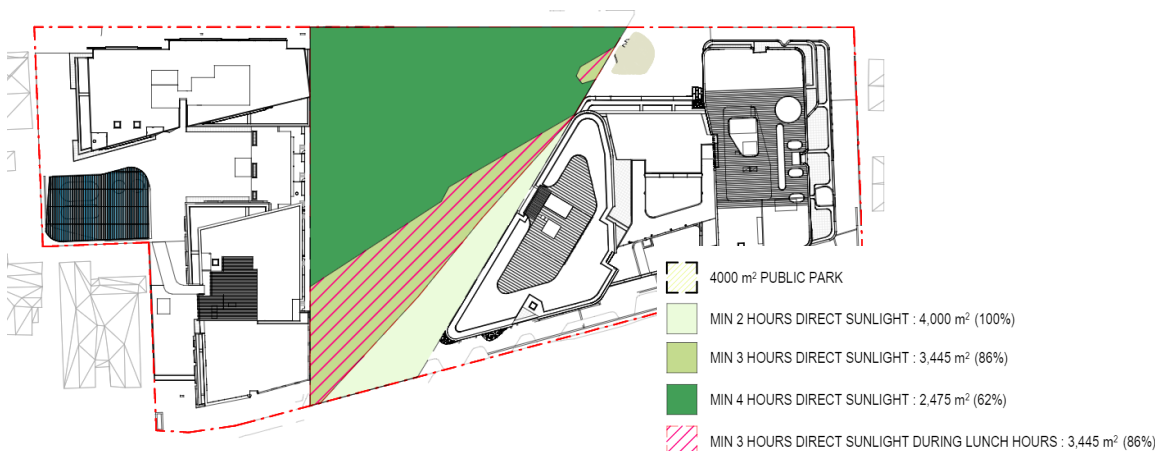 4000 m² PUBLIC PARK
MIN 2 HOURS DIRECT SUNLIGHT : 4,000 m² (100%)
MIN 3 HOURS DIRECT SUNLIGHT : 3,445 m² (86%)
MIN 4 HOURS DIRECT SUNLIGHT : 2,475 m² (62%)
MIN 3 HOURS DIRECT SUNLIGHT DURING LUNCH HOURS : 3,445 m² (86%)